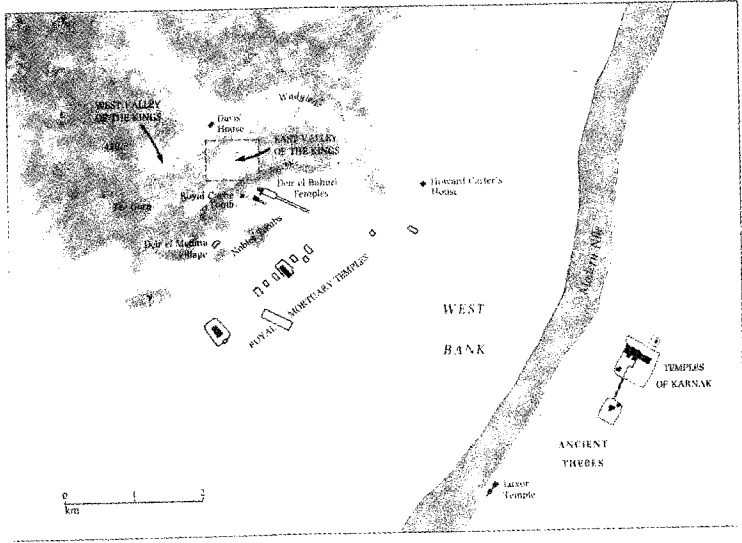 WEST VALLEY
OF THE KINGS
Davis'
House
EAST VALLEY
OF THE KINGS
Deir el Bahari
Temples
Royal Cache
Tomb
Howard Carter's
House
Deir el Medina
Village
Nobles' Tombs
ROYAL MORTUARY TEMPLES
WEST
BANK
Modern Nile
TEMPLES
OF KARNAK
ANCIENT
THEBES
Luxor
Temple
0 1 2
km